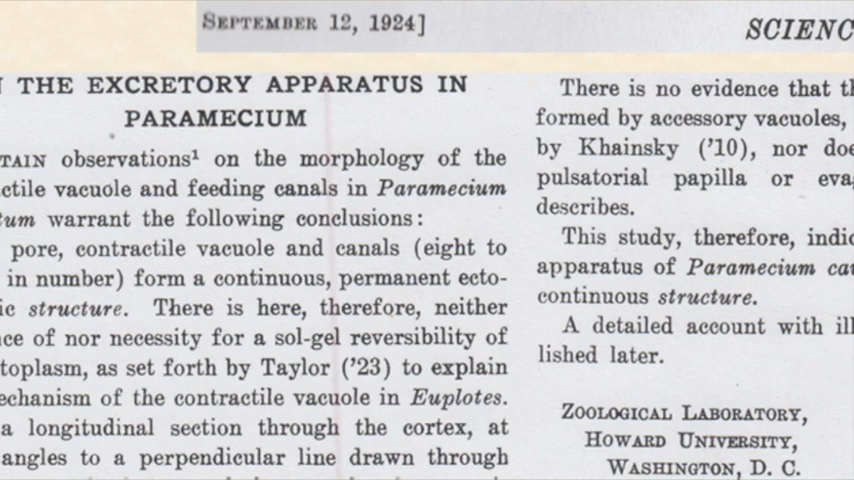 SEPTEMBER 12, 1924]
SCIENC
THE EXCRETORY APPARATUS IN
PARAMECIUM
TAIN observations¹ on the morphology of the
ctile vacuole and feeding canals in Paramecium
tum warrant the following conclusions:
pore, contractile vacuole and canals (eight to
in number) form a continuous, permanent ecto-
ic structure. There is here, therefore, neither
ce of nor necessity for a sol-gel reversibility of
toplasm, as set forth by Taylor ('23) to explain
echanism of the contractile vacuole in Euplotes.
a longitudinal section through the cortex, at
angles to a perpendicular line drawn through
There is no evidence that th
formed by accessory vacuoles,
by Khainsky ('10), nor doe
pulsatorial papilla or eva
describes.
This study, therefore, indic
apparatus of Paramecium cau
continuous structure.
A detailed account with ill
lished later.
ZOOLOGICAL LABORATORY,
HOWARD UNIVERSITY,
WASHINGTON, D. C.